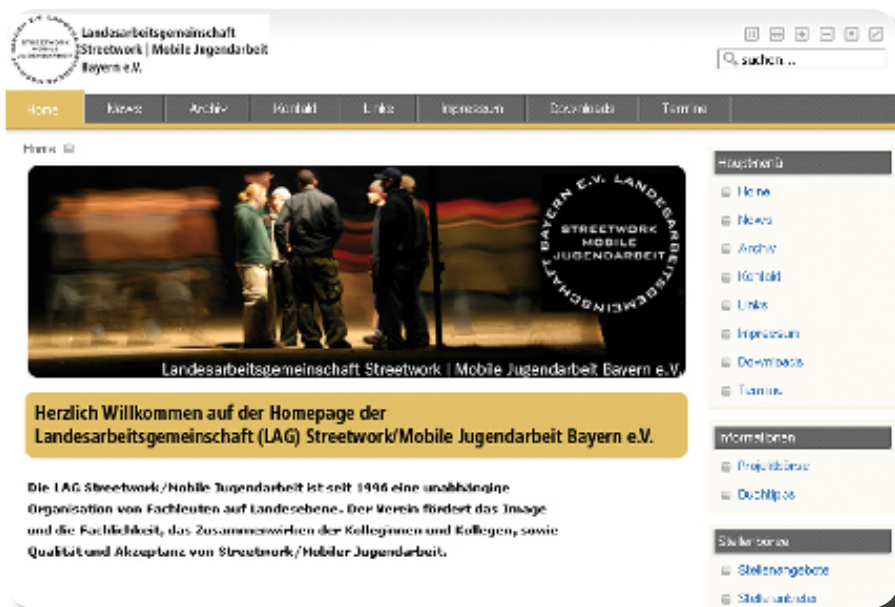 STREETWORK
MOBILE
JUGENDARBEIT
Landesarbeitsgemeinschaft
Streetwork | Mobile Jugendarbeit
Bayern e.V.
suchen...
Home News Archiv Kontakt Links Impressum Downloads Termine
Home
BAYERN E.V. LANDESARBEITSGEMEINSCHAFT
STREETWORK
MOBILE
JUGENDARBEIT
Landesarbeitsgemeinschaft Streetwork | Mobile Jugendarbeit Bayern e.V.
Herzlich Willkommen auf der Homepage der
Landesarbeitsgemeinschaft (LAG) Streetwork/Mobile Jugendarbeit Bayern e.V.
Die LAG Streetwork/Mobile Jugendarbeit ist seit 1996 eine unabhängige
Organisation von Fachleuten auf Landesebene. Der Verein fördert das Image
und die Fachlichkeit, das Zusammenwirken der Kolleginnen und Kollegen, sowie
Qualität und Akzeptanz von Streetwork/Mobiler Jugendarbeit.
Hauptmenü
Home
News
Archiv
Kontakt
Links
Impressum
Downloads
Termine
Informationen
Projektbörse
Buchtipps
Stellenbörse
Stellenangebote